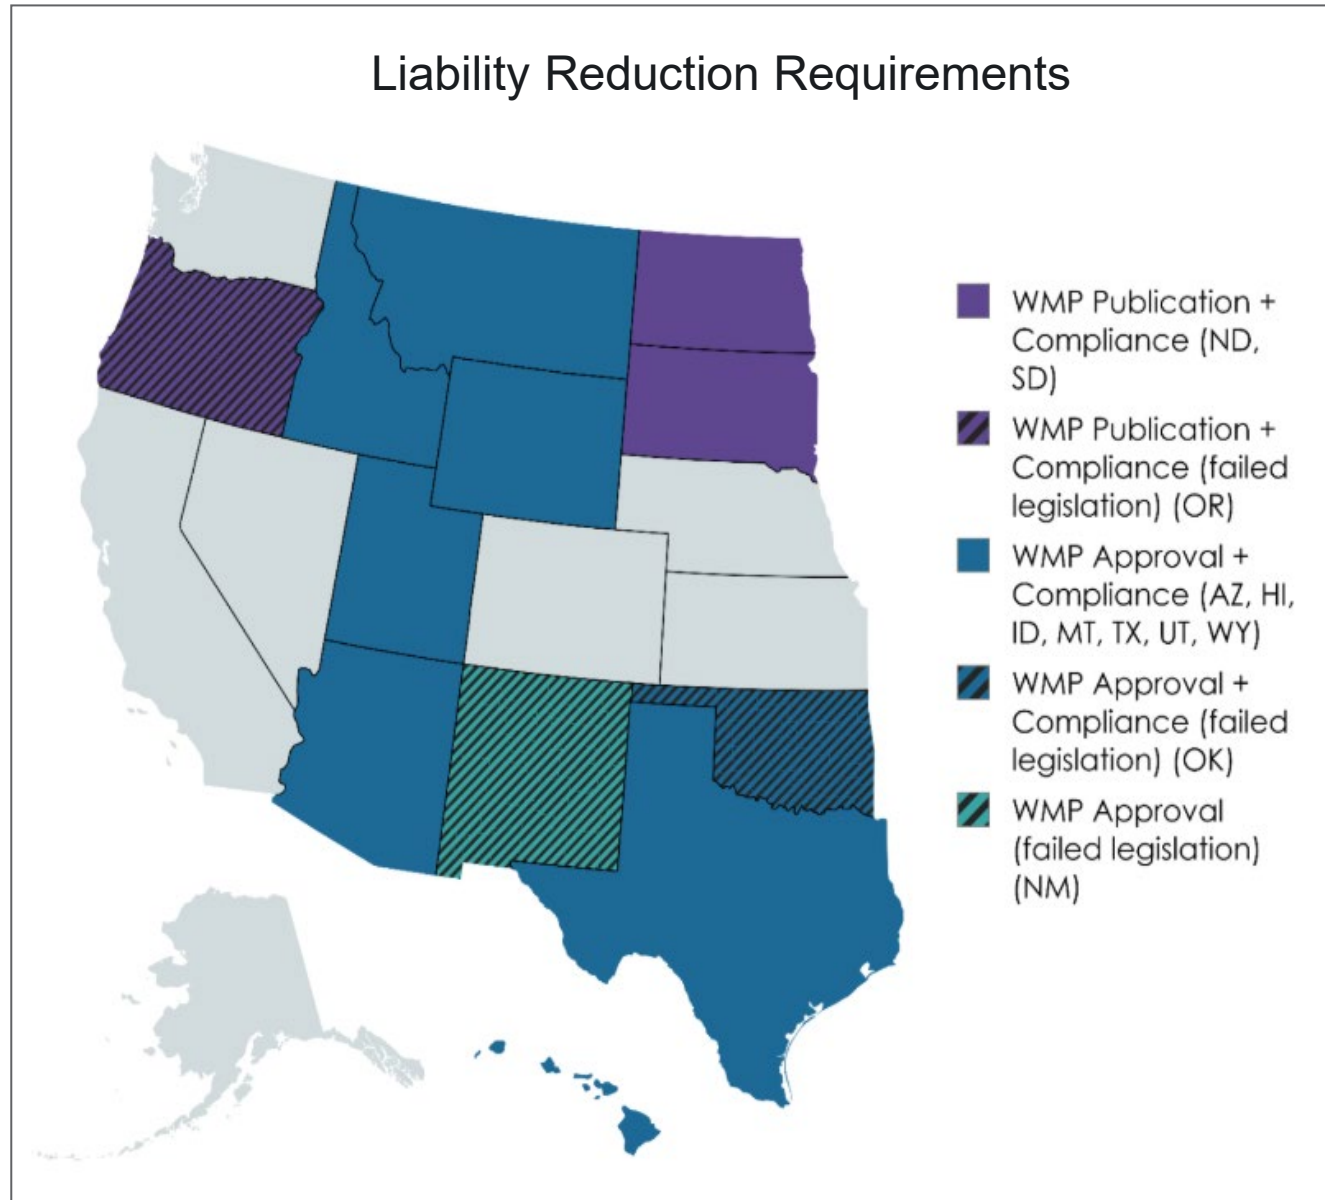 Liability Reduction Requirements
WMP Publication +
Compliance (ND,
SD)
WMP Publication +
Compliance (failed
legislation) (OR)
WMP Approval +
Compliance (AZ, HI,
ID, MT, TX, UT, WY)
WMP Approval +
Compliance (failed
legislation) (OK)
WMP Approval
(failed legislation)
(NM)